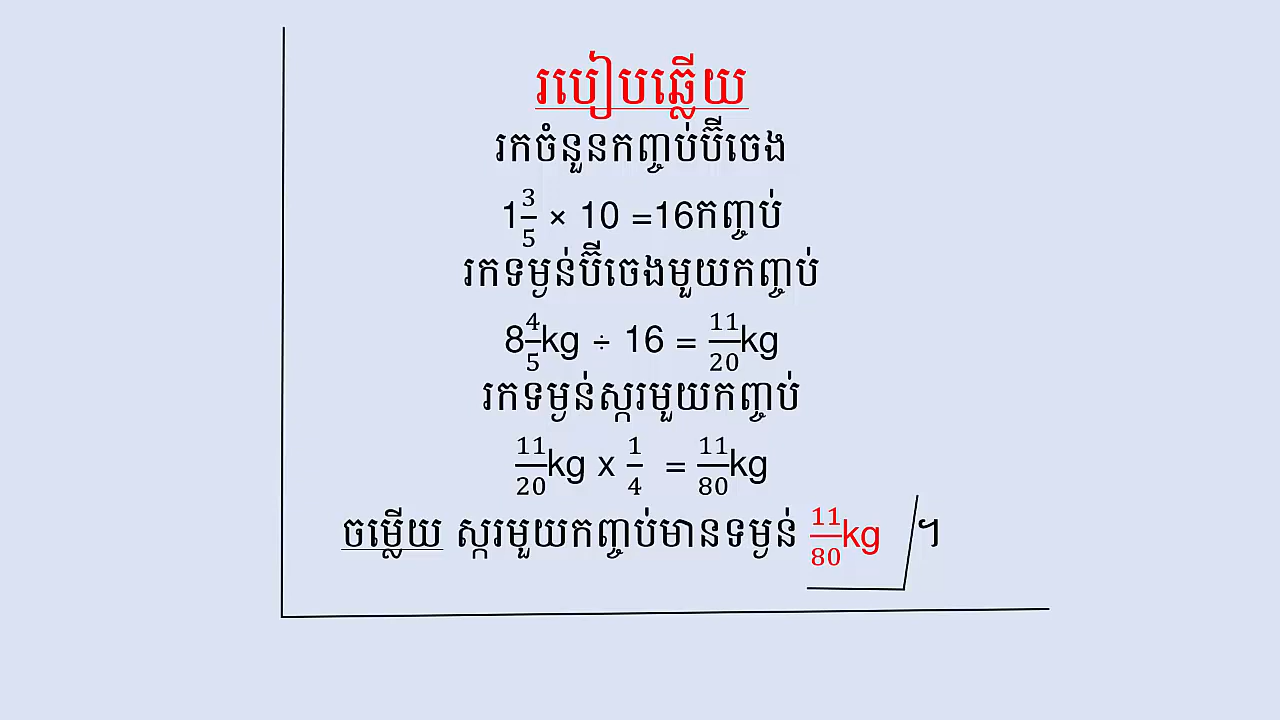 របៀបឆ្លើយ
រកចំនួនកញ្ចប់ប៊ីចេង
1 3/5 × 10 =16កញ្ចប់
រកទម្ងន់ប៊ីចេងមួយកញ្ចប់
8 4/5kg ÷ 16 = 11/20kg
រកទម្ងន់ស្ករមួយកញ្ចប់
11/20kg x 1/4 = 11/80kg
ចម្លើយ ស្ករមួយកញ្ចប់មានទម្ងន់ 11/80kg ។